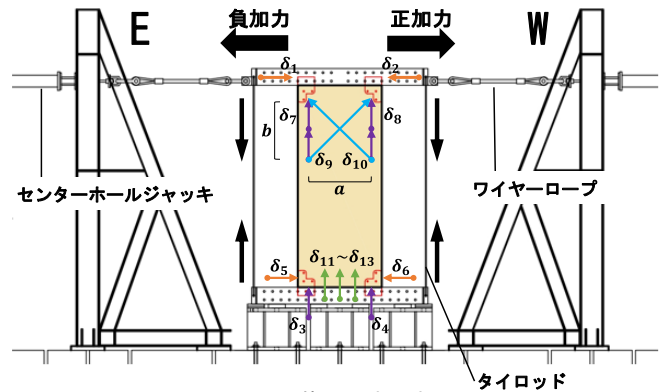 E
負加力
正加力
W
δ₁
δ₂
δ₇
δ₈
b
δ₉
δ₁₀
a
センターホールジャッキ
ワイヤーロープ
δ₅
δ₁₁~δ₁₃
δ₆
δ₃
δ₄
タイロッド